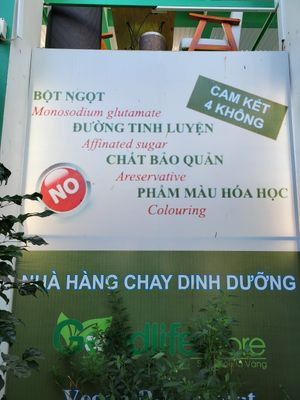 CAM KẾT
4 KHÔNG
BỘT NGỌT
Monosodium glutamate
ĐƯỜNG TINH LUYỆN
Affinated sugar
CHẤT BẢO QUẢN
Areservative
PHẨM MÀU HÓA HỌC
Colouring
NO
NHÀ HÀNG CHAY DINH DƯỠNG